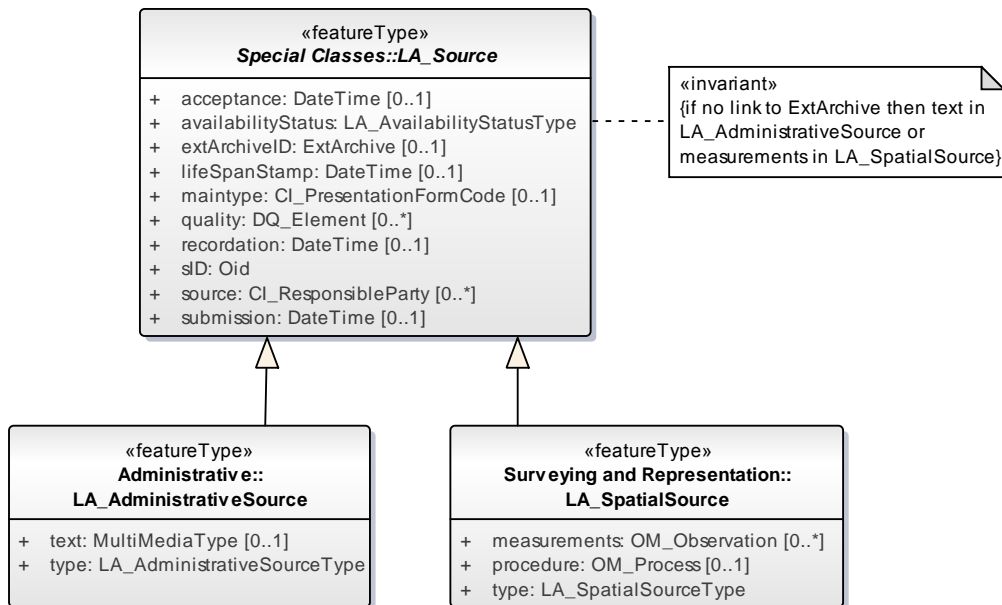 «featureType»
Special Classes::LA_Source
+ acceptance: DateTime [0..1]
+ availabilityStatus: LA_AvailabilityStatusType
+ extArchiveID: ExtArchive [0..1]
+ lifeSpanStamp: DateTime [0..1]
+ maintype: CI_PresentationFormCode [0..1]
+ quality: DQ_Element [0..*]
+ recordation: DateTime [0..1]
+ sID: Oid
+ source: CI_ResponsibleParty [0..*]
+ submission: DateTime [0..1]
«invariant»
{if no link to ExtArchive then text in
LA_AdministrativeSource or
measurements in LA_SpatialSource}
«featureType»
Administrative::
LA_AdministrativeSource
+ text: MultiMediaType [0..1]
+ type: LA_AdministrativeSourceType
«featureType»
Surveying and Representation::
LA_SpatialSource
+ measurements: OM_Observation [0..*]
+ procedure: OM_Process [0..1]
+ type: LA_SpatialSourceType